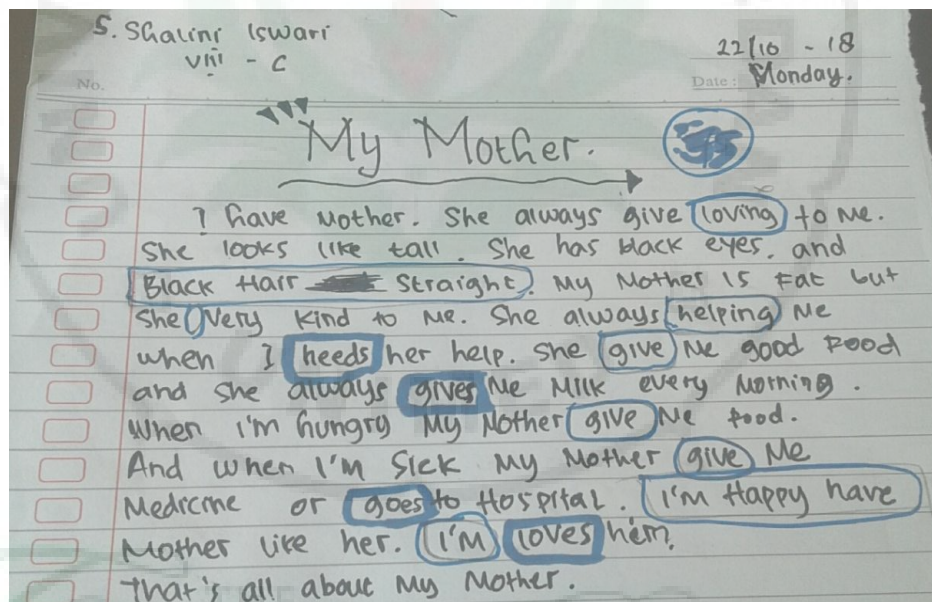 S. Shalini Iswari
VIII - C
22/10 - 18
No.
Date: Monday.
My Mother.
I have Mother. She always give loving to Me.
She looks like tall. She has black eyes. and
Black Hair Straight. My Mother is Fat but
She very kind to Me. She always helping Me
when I needs her help. She give Me good Food
and she always gives Me Milk every Morning.
When I'm hungry My Mother give Me food.
And when I'm Sick My Mother give Me
Medicine or goes to Hospital. I'm Happy have
Mother like her. I'm loves him.
That's all about My Mother.